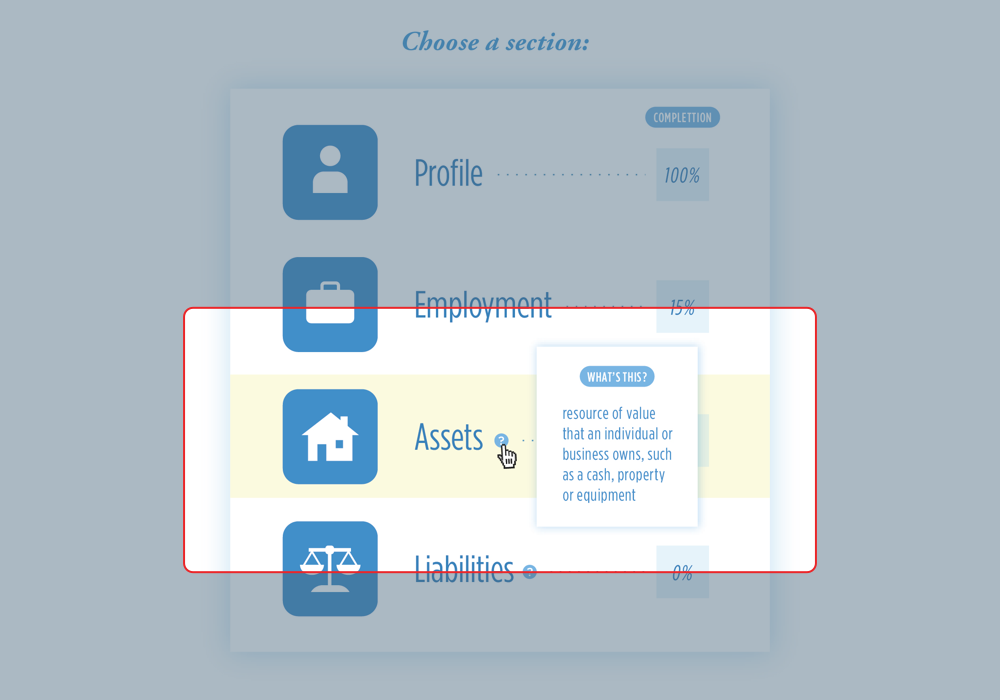 Choose a section:
COMPLETTION
Profile 100%
Employment 15%
Assets ?
WHAT'S THIS?
resource of value
that an individual or
business owns, such
as a cash, property
or equipment
Liabilities ? 0%